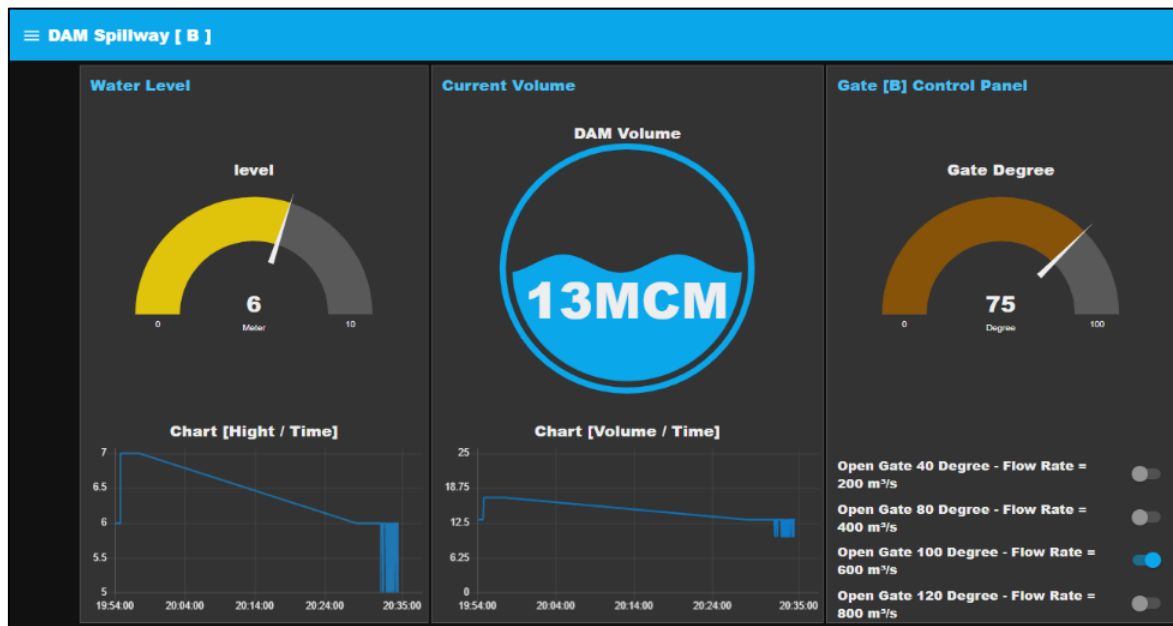 DAM Spillway [ B ]
Water Level
level
6
Meter
0
10
Chart [Hight / Time]
7
6.5
6
5.5
5
19:54:00 20:04:00 20:14:00 20:24:00 20:35:00
Current Volume
DAM Volume
13MCM
Chart [Volume / Time]
25
18.75
12.5
6.25
0
19:54:00 20:04:00 20:14:00 20:24:00 20:35:00
Gate [B] Control Panel
Gate Degree
75
Degree
0
100
Open Gate 40 Degree - Flow Rate =
200 m³/s
Open Gate 80 Degree - Flow Rate =
400 m³/s
Open Gate 100 Degree - Flow Rate =
600 m³/s
Open Gate 120 Degree - Flow Rate =
800 m³/s